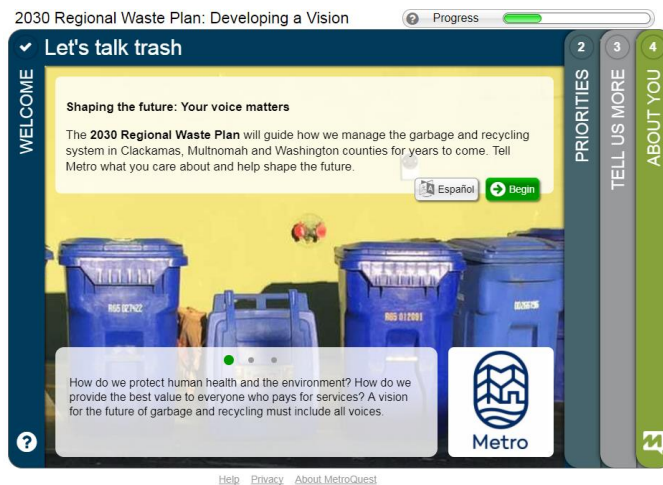 2030 Regional Waste Plan: Developing a Vision
? Progress
Let's talk trash
WELCOME
Shaping the future: Your voice matters
The 2030 Regional Waste Plan will guide how we manage the garbage and recycling
system in Clackamas, Multnomah and Washington counties for years to come. Tell
Metro what you care about and help shape the future.
Español
Begin
R65 027422
R65 012091
How do we protect human health and the environment? How do we
provide the best value to everyone who pays for services? A vision
for the future of garbage and recycling must include all voices.
Metro
?
2
PRIORITIES
3
TELL US MORE
4
ABOUT YOU
Help Privacy About MetroQuest